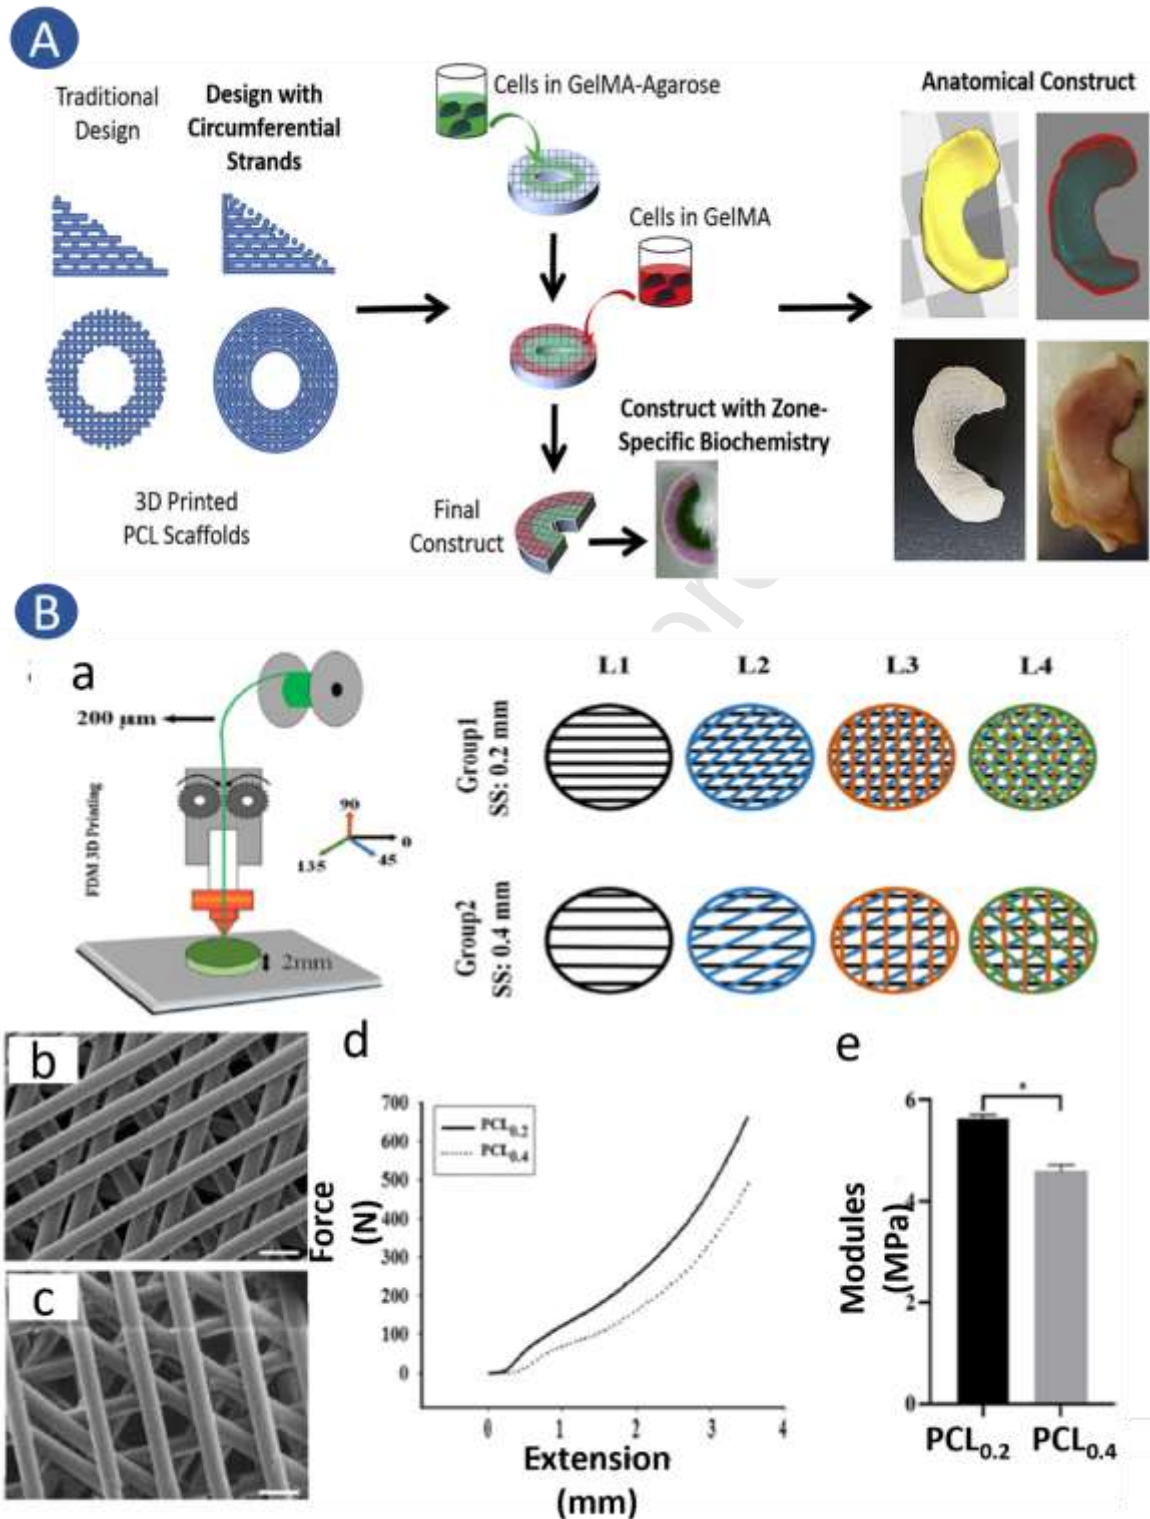 A
Traditional
Design
Design with
Circumferential
Strands
3D Printed
PCL Scaffolds
Cells in GelMA-Agarose
Cells in GelMA
Final
Construct
Construct with Zone-
Specific Biochemistry
Anatomical Construct
B
a
200 µm
FDM 3D Printing
90
0
45
135
2mm
L1
L2
L3
L4
Group1
SS: 0.2 mm
Group2
SS: 0.4 mm
b
c
d
Force
(N)
700
600
500
400
300
200
100
0
PCL0.2
PCL0.4
0
1
2
3
4
Extension
(mm)
e
Modules
(MPa)
6
4
2
0
*
PCL0.2
PCL0.4